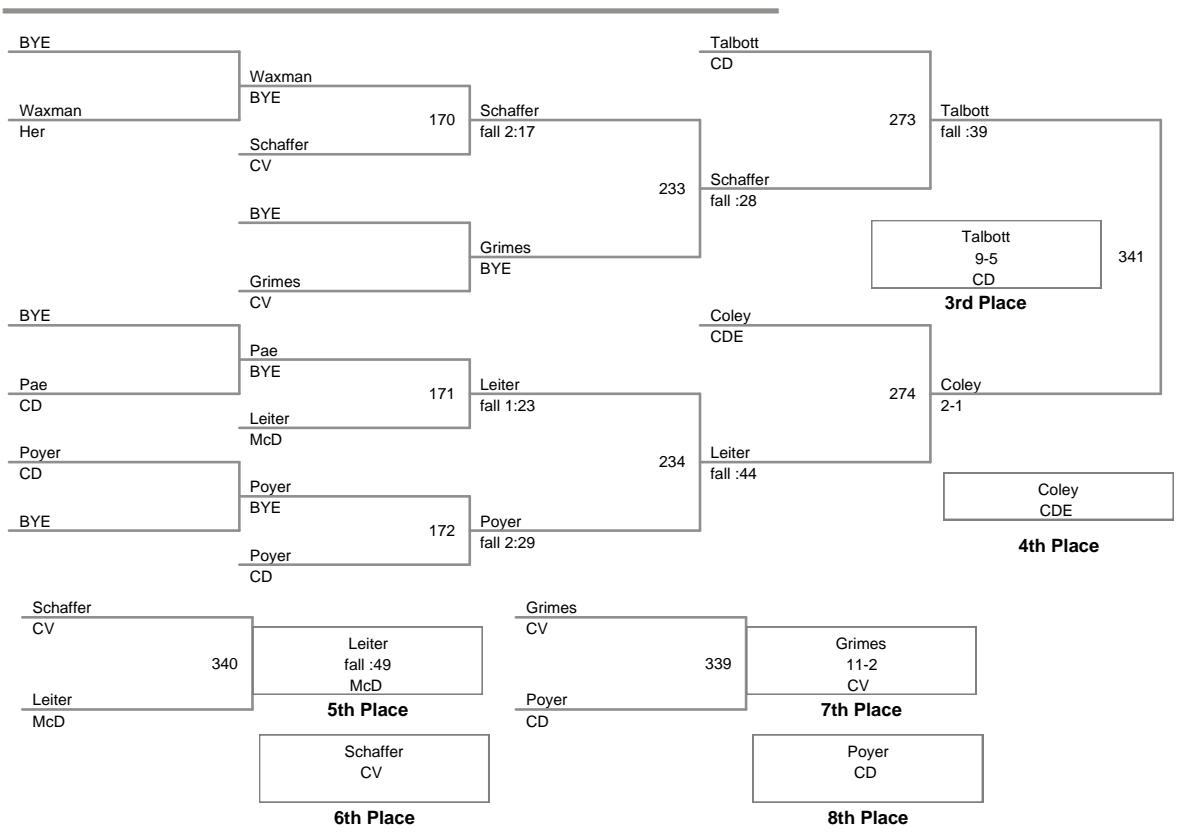 BYE
Waxman
Her
Waxman
BYE
170
Schaffer
CV
Schaffer
fall 2:17
BYE
Grimes
CV
Grimes
BYE
233
Schaffer
fall :28
Talbott
CD
273
Talbott
fall :39
Talbott
9-5
CD
3rd Place
341
BYE
Pae
CD
Pae
BYE
171
Leiter
McD
Leiter
fall 1:23
Poyer
CD
BYE
Poyer
BYE
172
Poyer
CD
Poyer
fall 2:29
234
Leiter
fall :44
Coley
CDE
274
Coley
2-1
Coley
CDE
4th Place
Schaffer
CV
340
Leiter
McD
Leiter
fall :49
McD
5th Place
Schaffer
CV
6th Place
Grimes
CV
339
Poyer
CD
Grimes
11-2
CV
7th Place
Poyer
CD
8th Place